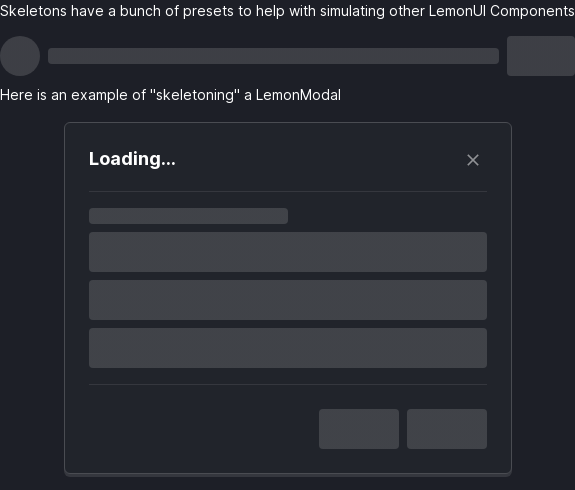 Skeletons have a bunch of presets to help with simulating other LemonUI Components
Here is an example of "skeletoning" a LemonModal
Loading...